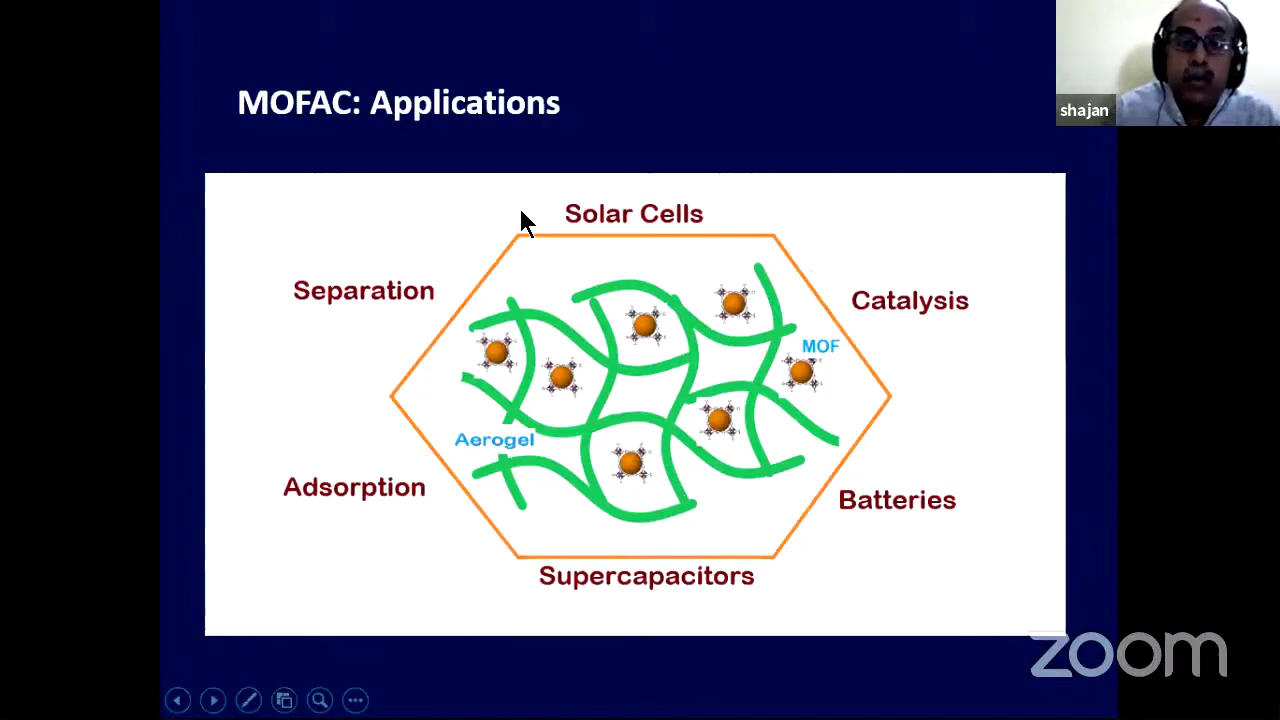 MOFAC: Applications
shajan
Solar Cells
Separation
Catalysis
MOF
Aerogel
Adsorption
Batteries
Supercapacitors
zoom